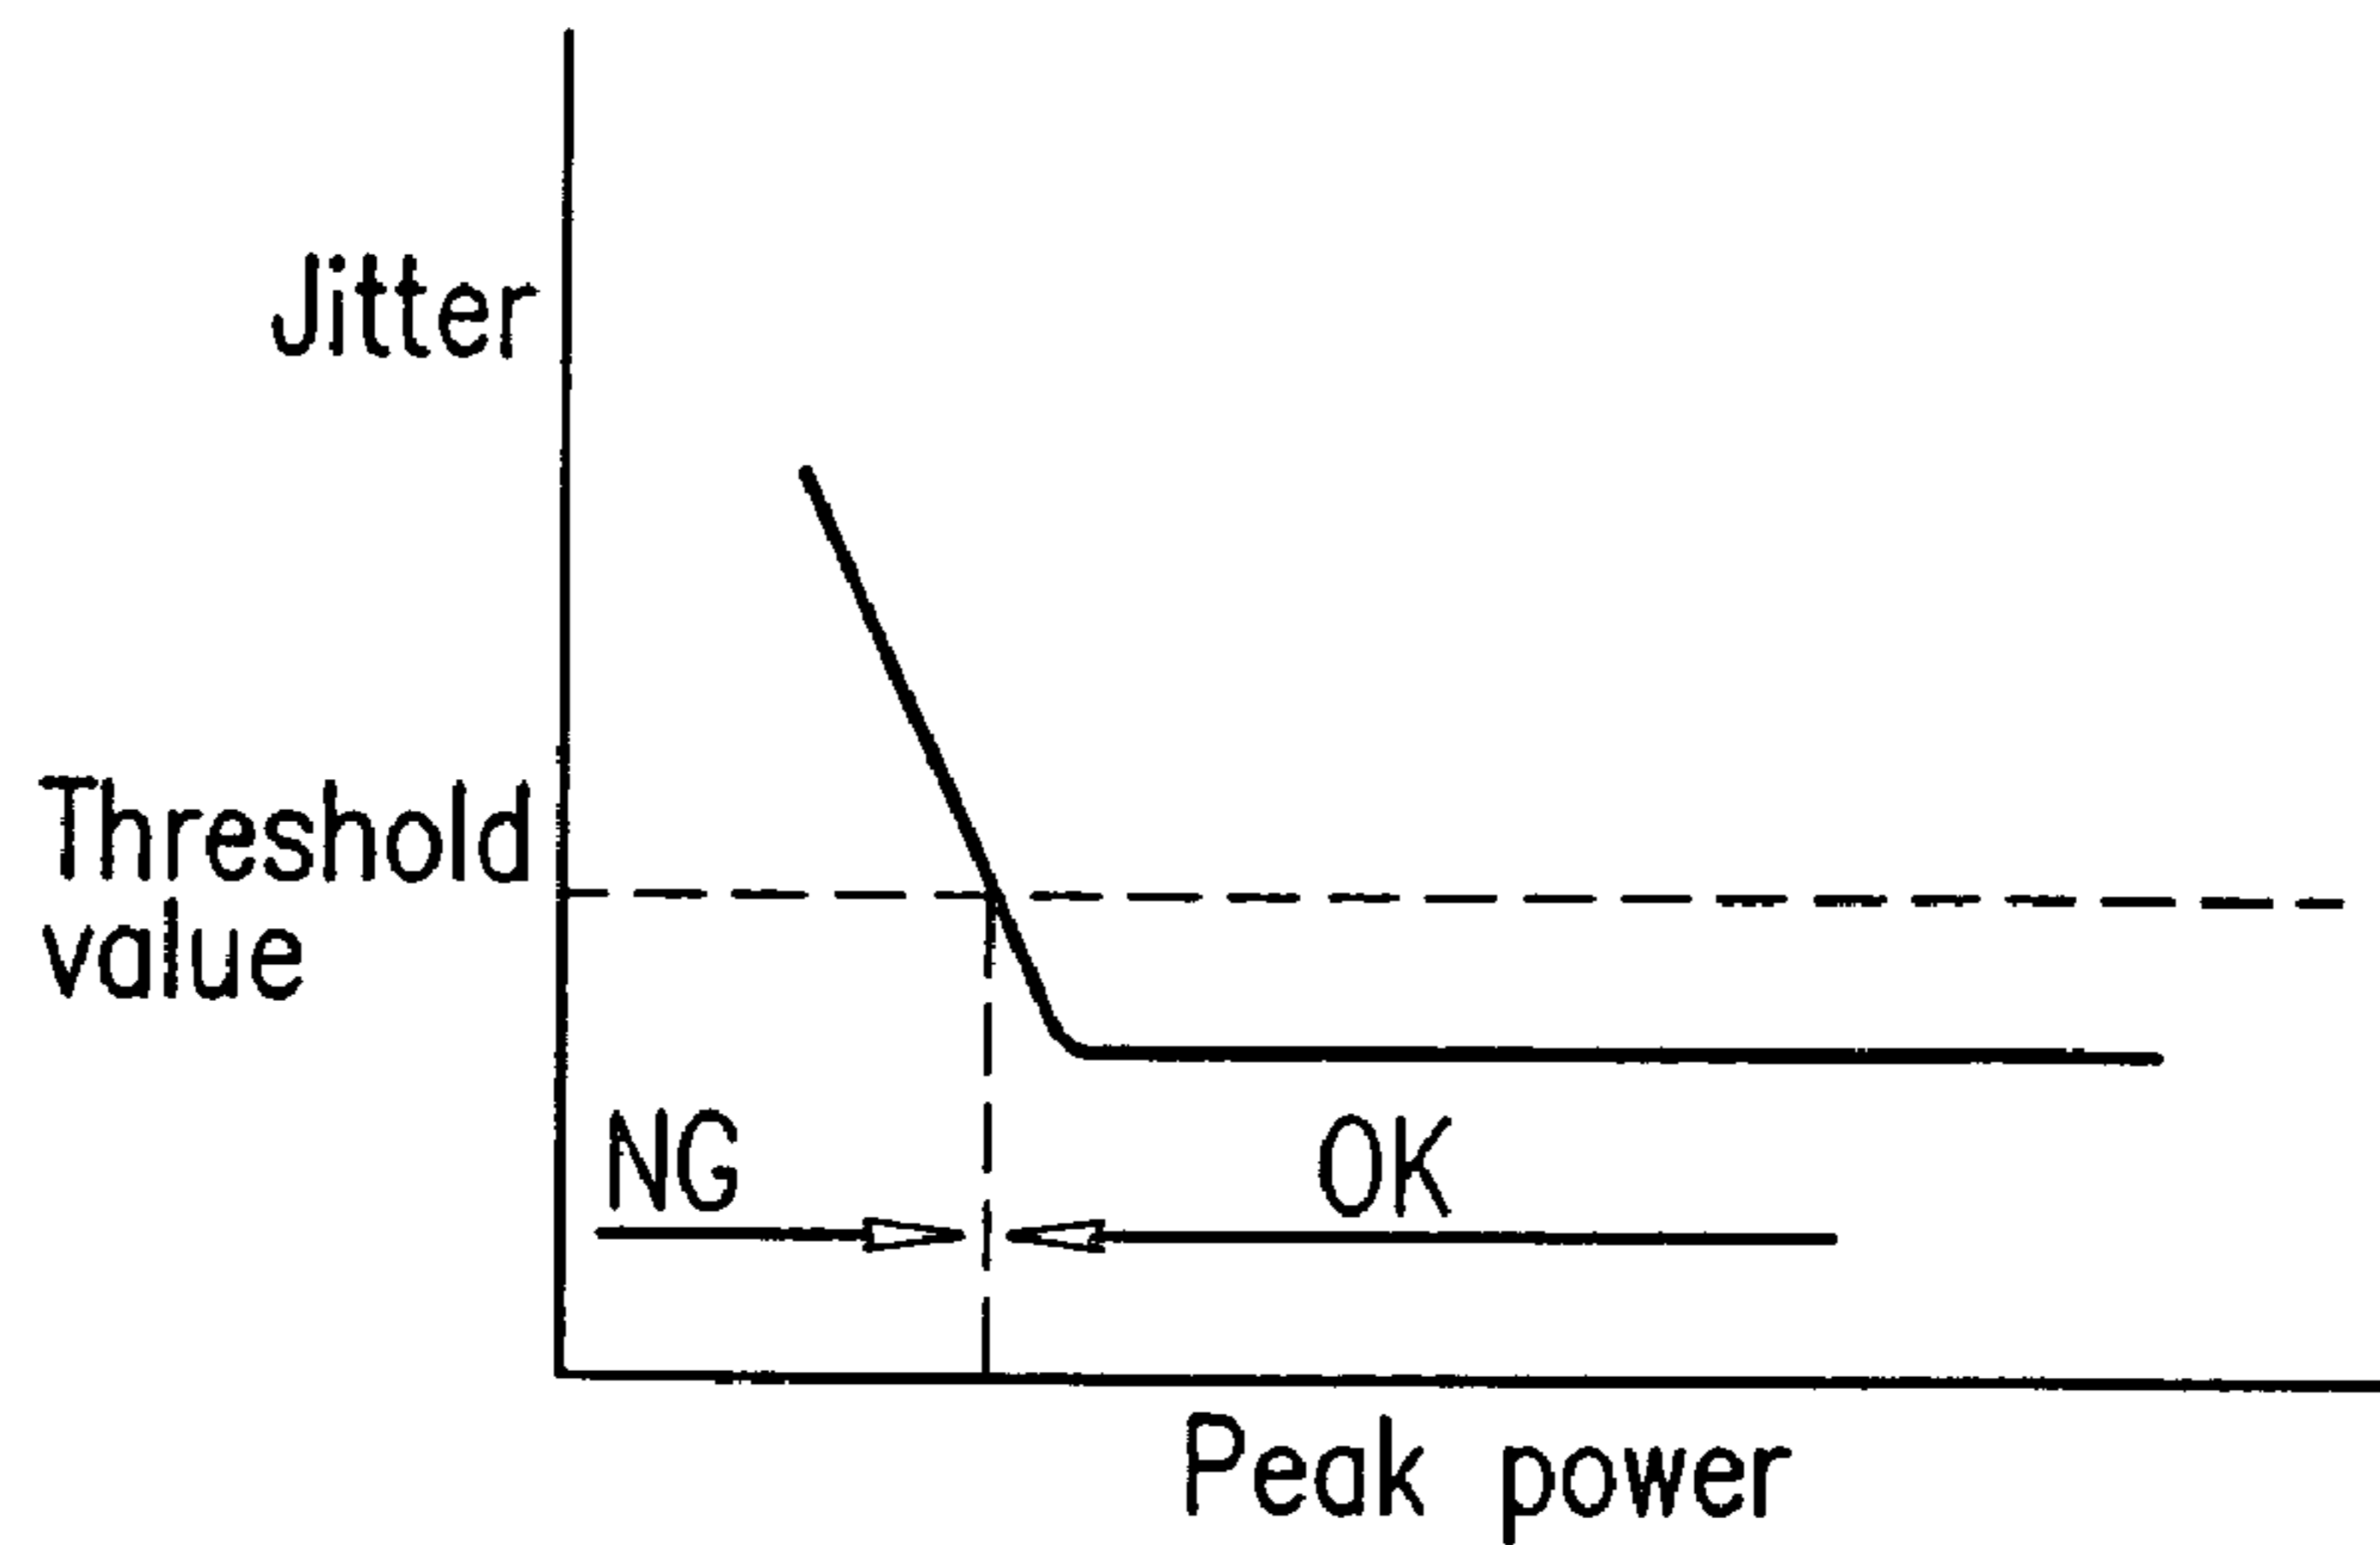 Jitter
Threshold
value
NG
OK
Peak power